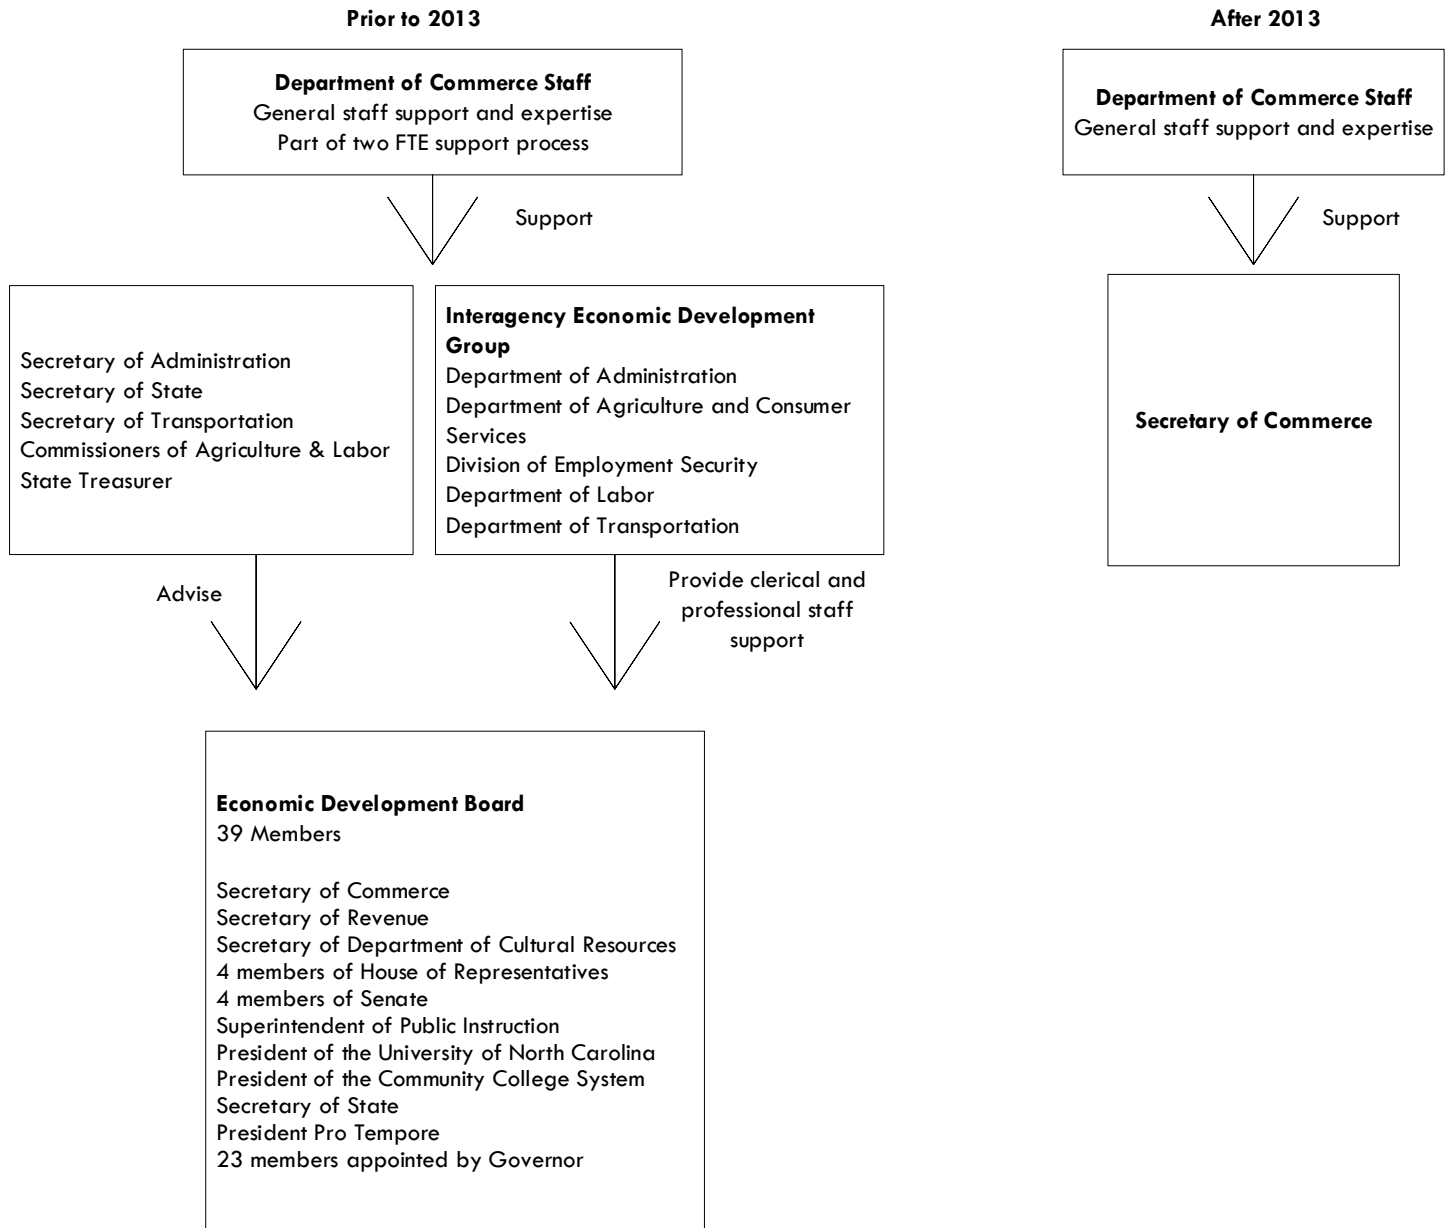 Prior to 2013
Department of Commerce Staff
General staff support and expertise
Part of two FTE support process
Support
Secretary of Administration
Secretary of State
Secretary of Transportation
Commissioners of Agriculture & Labor
State Treasurer
Interagency Economic Development
Group
Department of Administration
Department of Agriculture and Consumer
Services
Division of Employment Security
Department of Labor
Department of Transportation
Advise
Provide clerical and
professional staff
support
Economic Development Board
39 Members
Secretary of Commerce
Secretary of Revenue
Secretary of Department of Cultural Resources
4 members of House of Representatives
4 members of Senate
Superintendent of Public Instruction
President of the University of North Carolina
President of the Community College System
Secretary of State
President Pro Tempore
23 members appointed by Governor
After 2013
Department of Commerce Staff
General staff support and expertise
Support
Secretary of Commerce